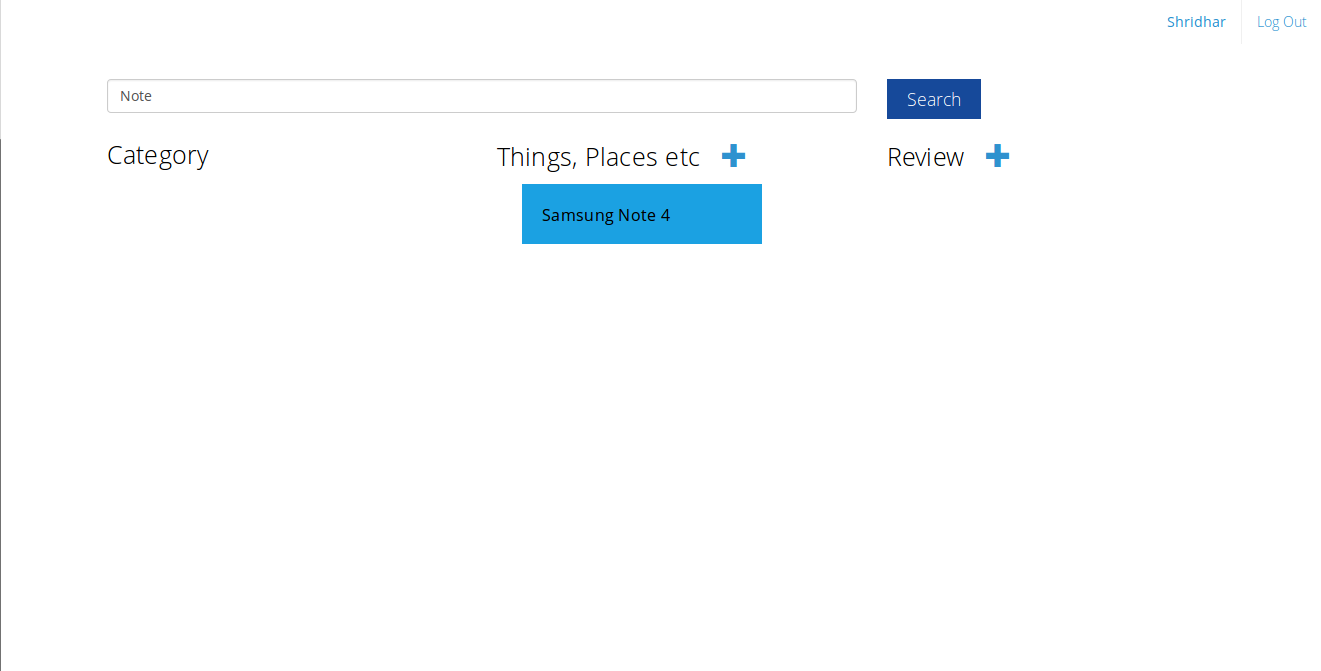 Shridhar Log Out
Note
Search
Category
Things, Places etc
Review
Samsung Note 4